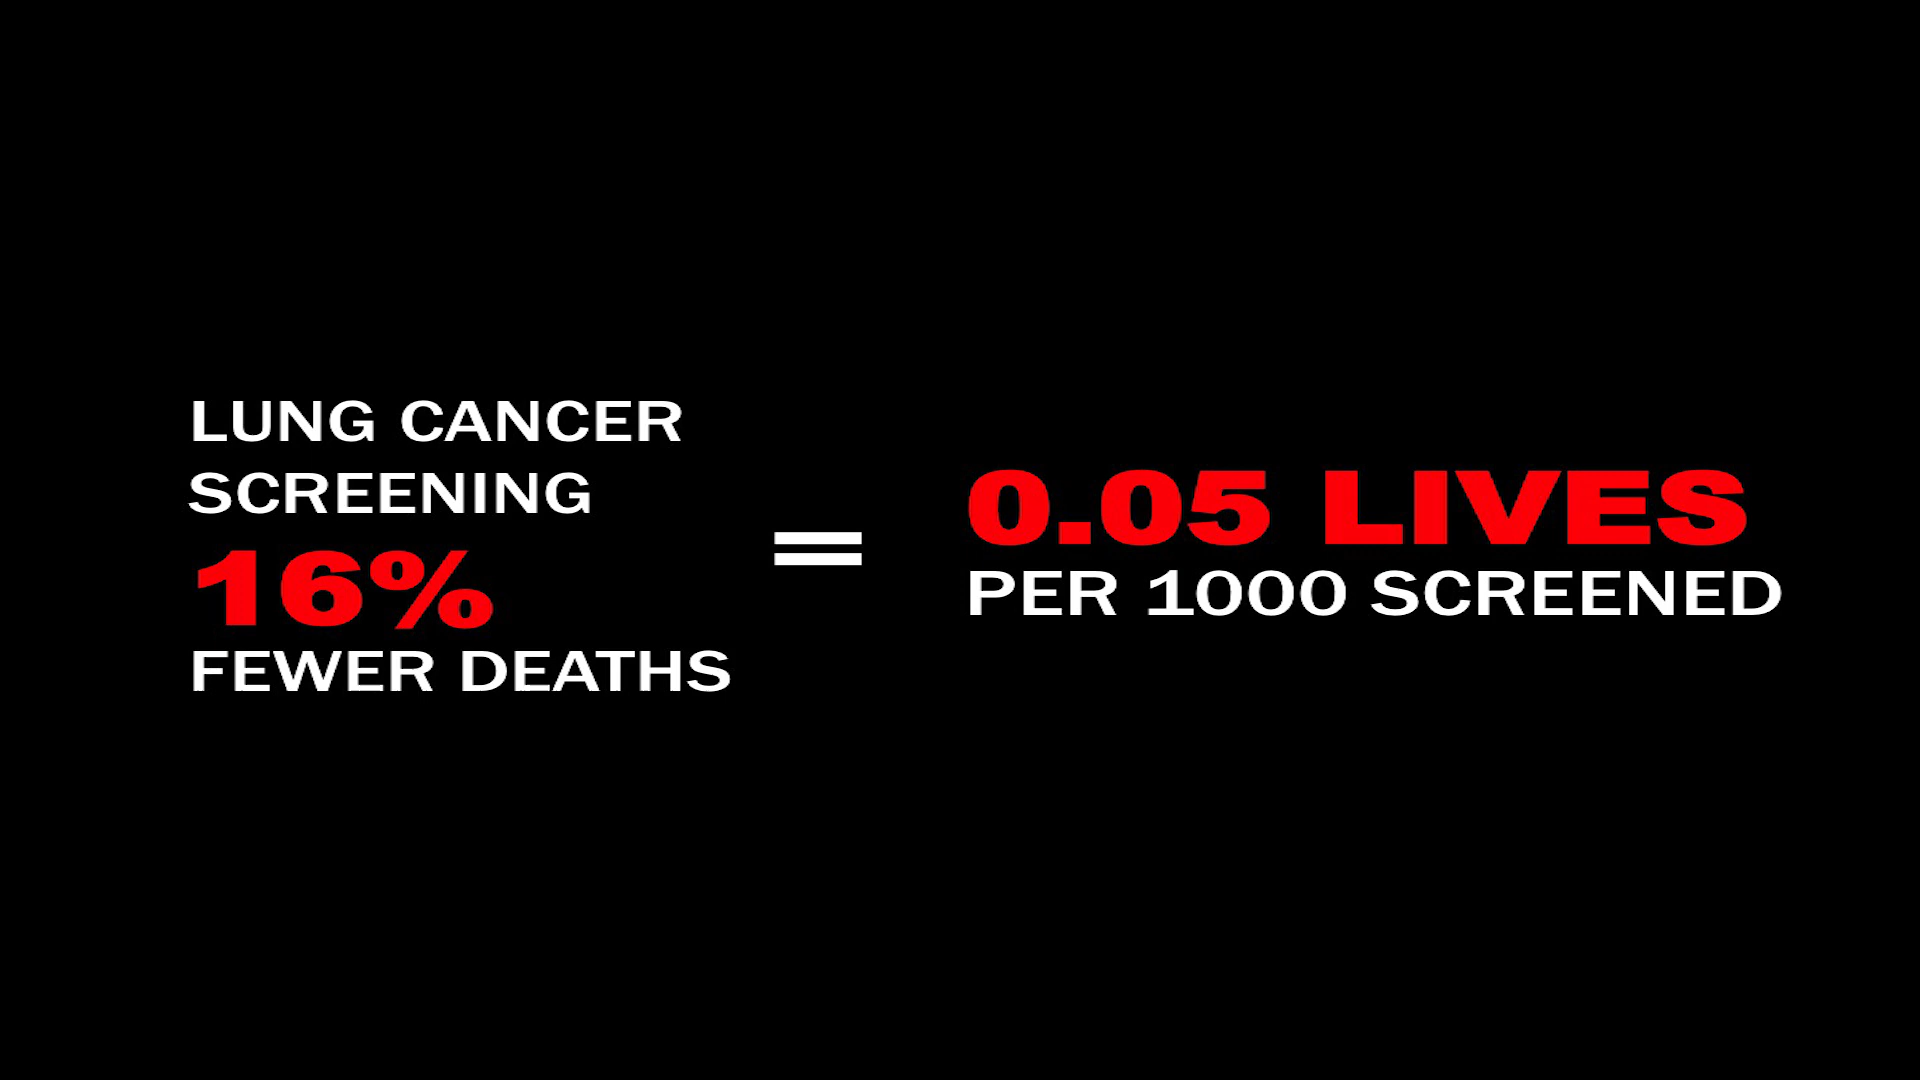 LUNG CANCER
SCREENING
16%
FEWER DEATHS
=
0.05 LIVES
PER 1000 SCREENED